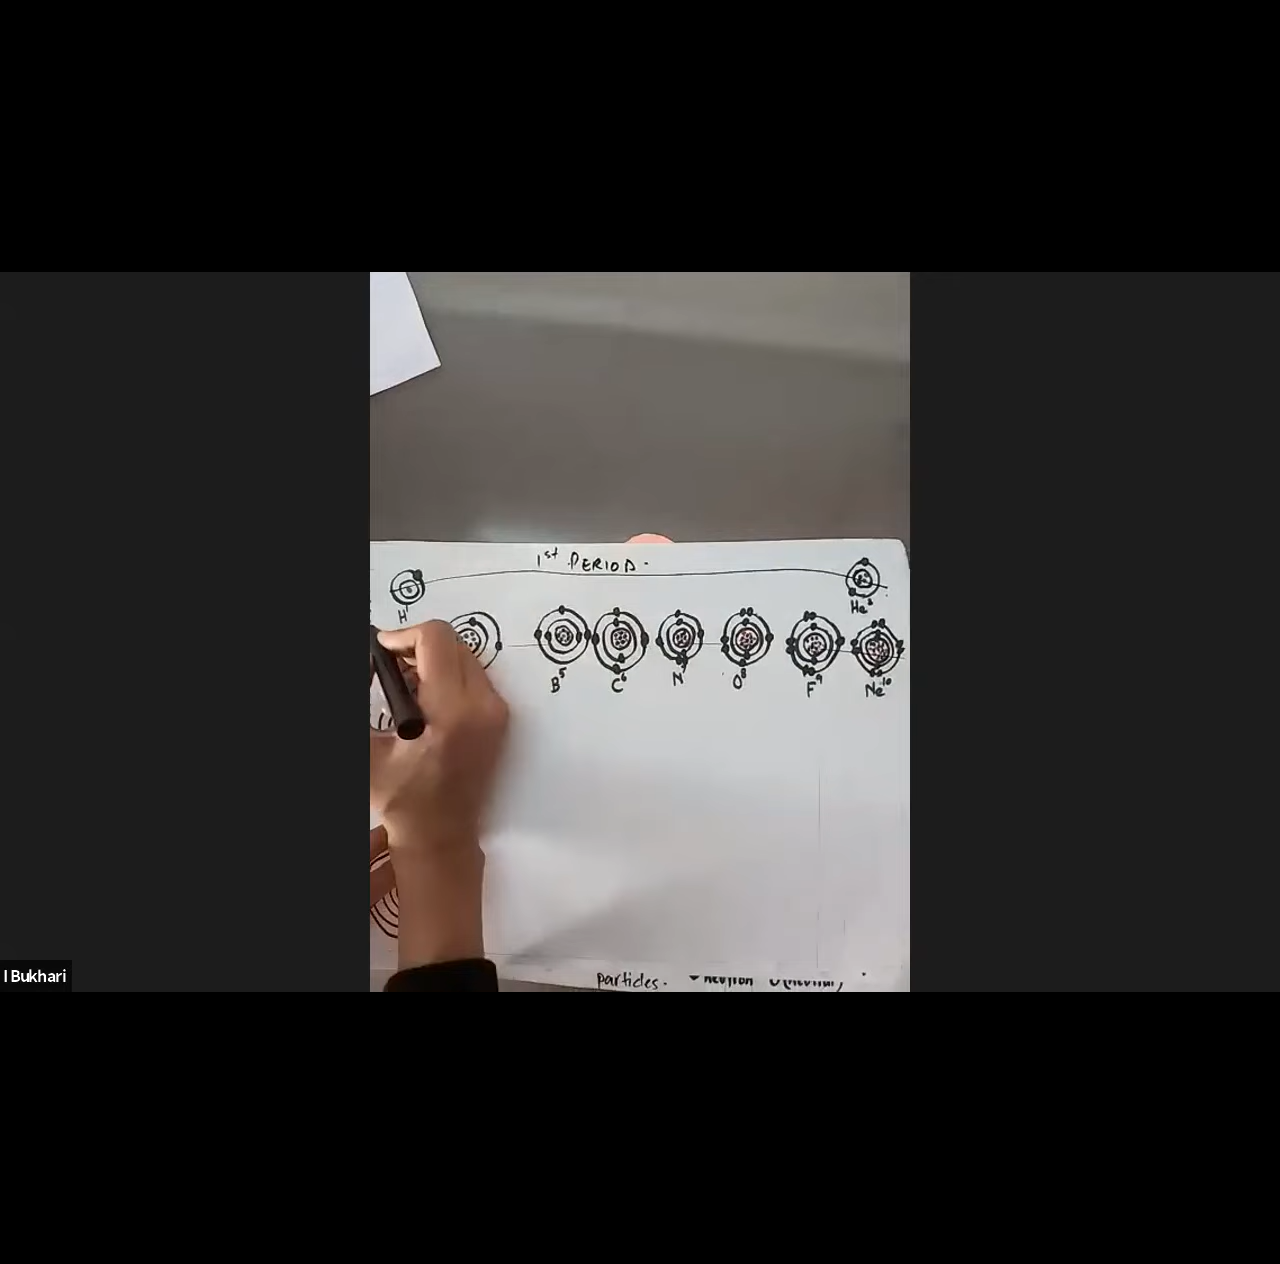 1st PERIOD.
H1 He2
B5 C6 N7 O8 F9 Ne10
particles.
I Bukhari